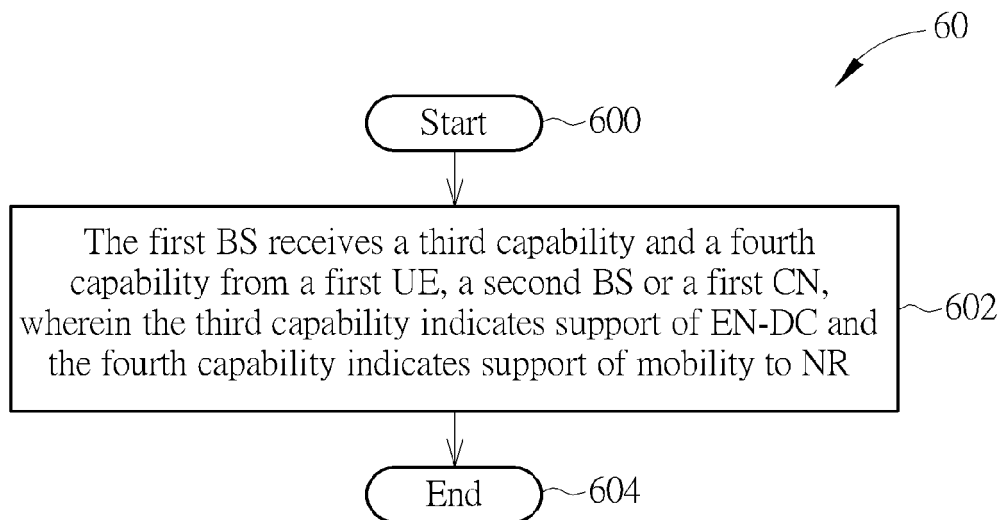 60
Start
600
The first BS receives a third capability and a fourth
capability from a first UE, a second BS or a first CN,
wherein the third capability indicates support of EN-DC and
the fourth capability indicates support of mobility to NR
602
End
604